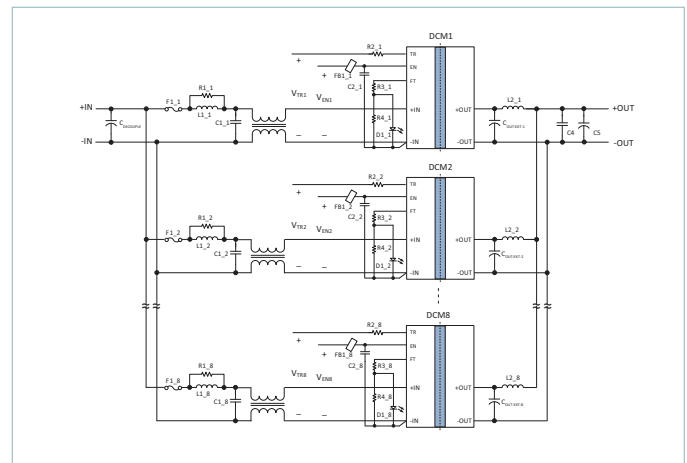 DCM1
R2_1
TR
+
FB1_1
EN
+
C2_1
FT
R3_1
R1_1
VTR1
VEN1
L2_1
+IN
F1_1
L1_1
+IN
+OUT
+OUT
CDECOUPLE
C1_1
R4_1
COUT-EXT-1
C4
C5
D1_1
-IN
–
–
-IN
-OUT
-OUT
DCM2
R2_2
TR
+
FB1_2
EN
+
C2_2
FT
R3_2
R1_2
VTR2
VEN2
L2_2
F1_2
L1_2
+IN
+OUT
C1_2
R4_2
COUT-EXT-2
D1_2
–
–
-IN
-OUT
DCM8
R2_8
TR
+
FB1_8
EN
+
C2_8
FT
R3_8
R1_8
VTR8
VEN8
L2_8
F1_8
L1_8
+IN
+OUT
C1_8
R4_8
COUT-EXT-8
D1_8
–
–
-IN
-OUT